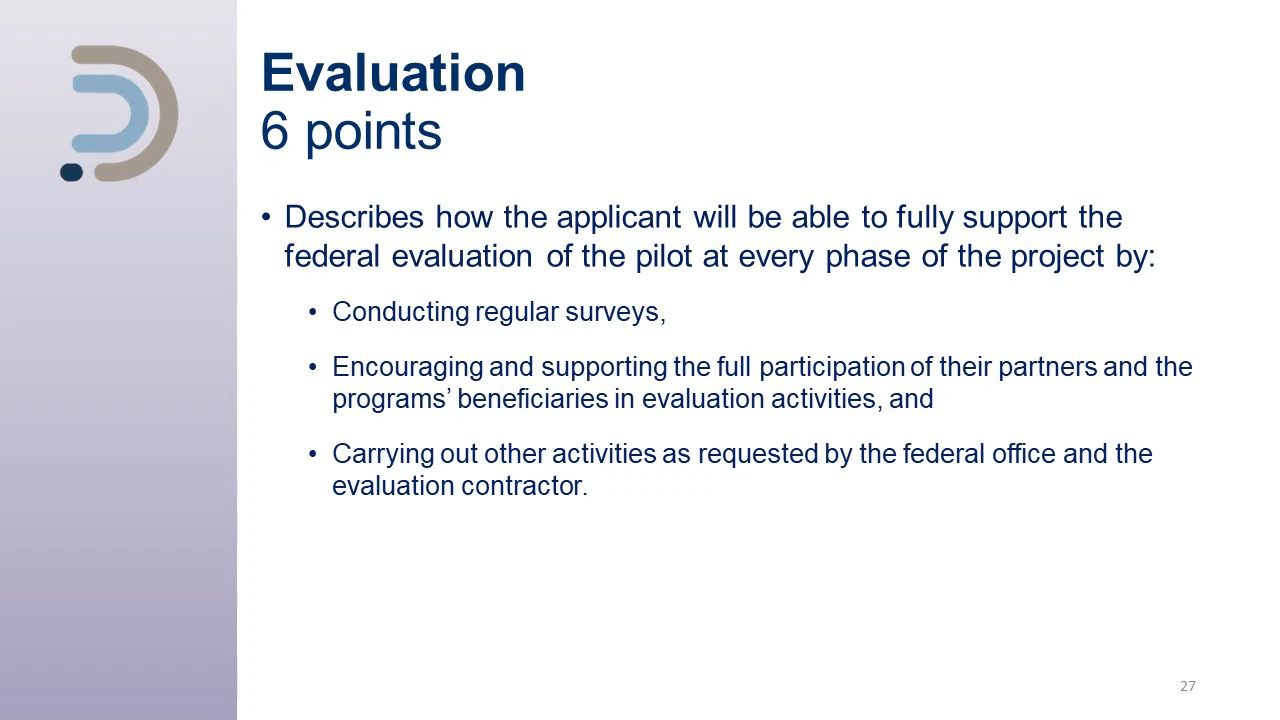 Evaluation
6 points
• Describes how the applicant will be able to fully support the
federal evaluation of the pilot at every phase of the project by:
• Conducting regular surveys,
• Encouraging and supporting the full participation of their partners and the
programs’ beneficiaries in evaluation activities, and
• Carrying out other activities as requested by the federal office and the
evaluation contractor.
27